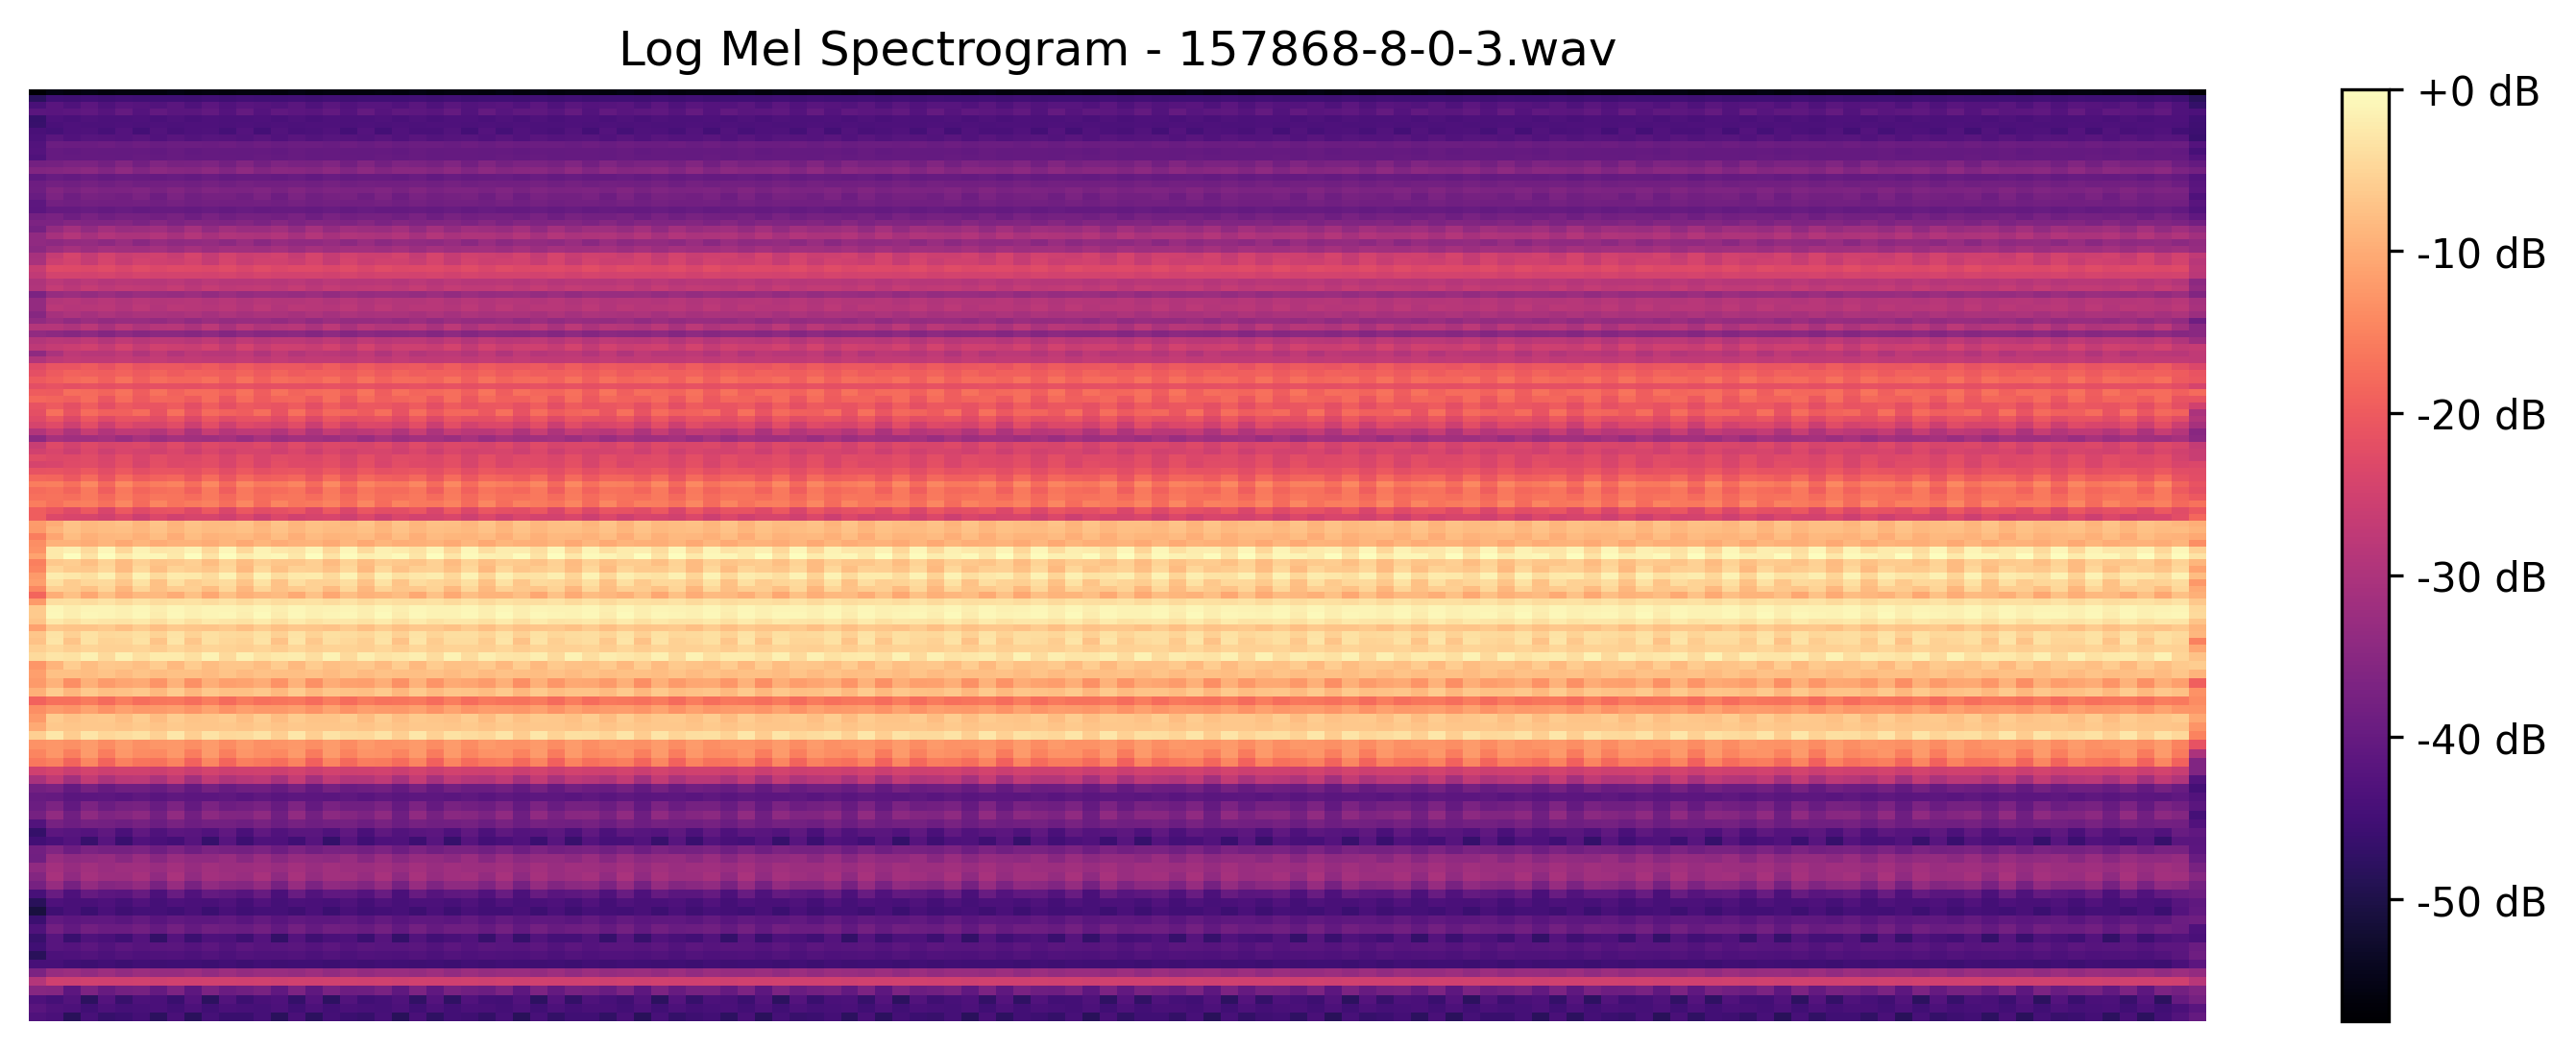 Log Mel Spectrogram - 157868-8-0-3.wav
+0 dB
-10 dB
-20 dB
-30 dB
-40 dB
-50 dB